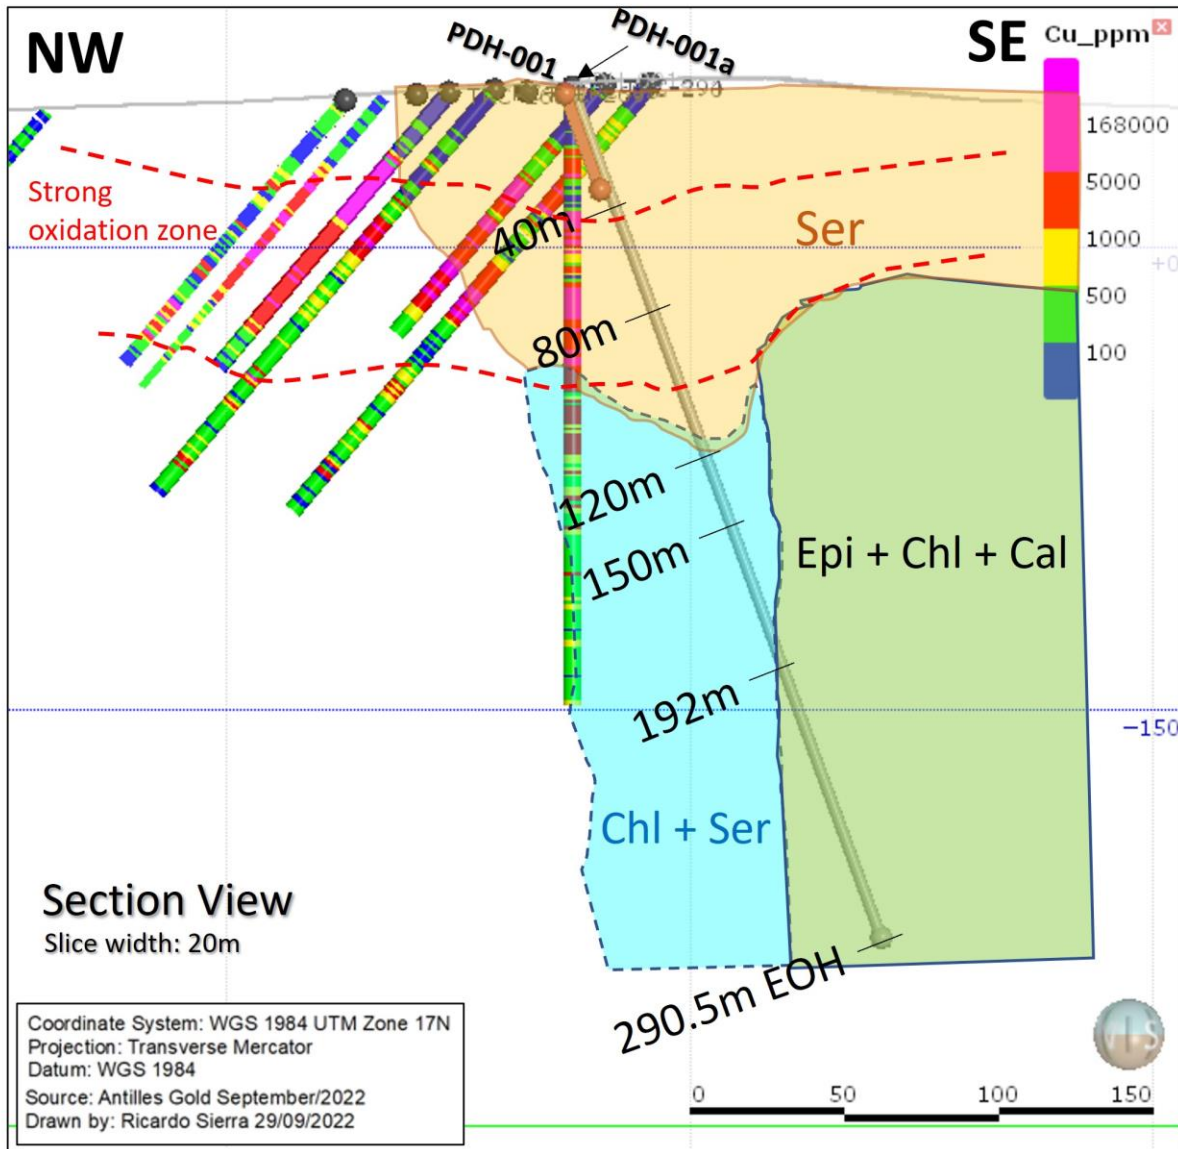 NW
PDH-001
PDH-001a
SE
Cu_ppm
168000
5000
1000
500
100
Strong
oxidation zone
Ser
+0
40m
80m
120m
150m
Epi + Chl + Cal
192m
-150
Chl + Ser
290.5m EOH
Section View
Slice width: 20m
Coordinate System: WGS 1984 UTM Zone 17N
Projection: Transverse Mercator
Datum: WGS 1984
Source: Antilles Gold September/2022
Drawn by: Ricardo Sierra 29/09/2022
0 50 100 150